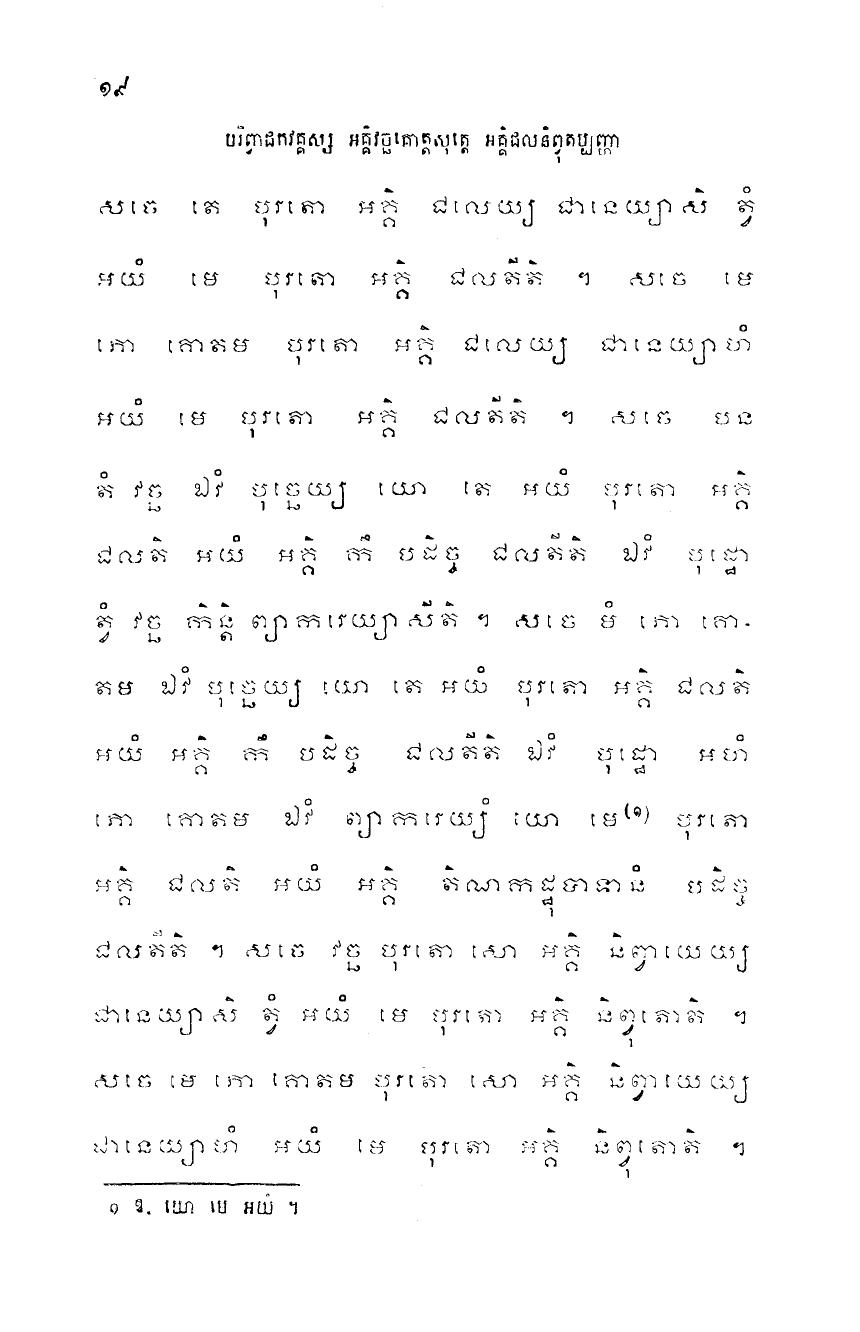 ១៩
បរិព្វាជកវគ្គស្ស អគ្គិវច្ឆគោត្តសុត្តេ អគ្គិជលននិព្វុតប្បញ្ហា
សចេ តេ បុរតោ អគ្គិ ជលេយ្យ ជានេយ្យាសិ ត្វំ
អយំ មេ បុរតោ អគ្គិ ជលតីតិ ។ សចេ មេ
ភោ គោតម បុរតោ អគ្គិ ជលេយ្យ ជានេយ្យាហំ
អយំ មេ បុរតោ អគ្គិ ជលតីតិ ។ សចេ បន
តំ វច្ឆ ឯវំ បុច្ឆេយ្យ យោ តេ អយំ បុរតោ អគ្គិ
ជលតិ អយំ អគ្គិ កឹ បដិច្ច ជលតីតិ ឯវំ បុដ្ឋោ
ត្វំ វច្ឆ កិន្តិ ព្យាករេយ្យាសីតិ ។ សចេ មំ ភោ គោ-
តម ឯវំ បុច្ឆេយ្យ យោ តេ អយំ បុរតោ អគ្គិ ជលតិ
អយំ អគ្គិ កឹ បដិច្ច ជលតីតិ ឯវំ បុដ្ឋោ អហំ
ភោ គោតម ឯវំ ព្យាករេយ្យំ យោ មេ(១) បុរតោ
អគ្គិ ជលតិ អយំ អគ្គិ តិណកដ្ឋុបាទានំ បដិច្ច
ជលតីតិ ។ សចេ វច្ឆ បុរតោ សោ អគ្គិ និព្វាយេយ្យ
ជានេយ្យាសិ ត្វំ អយំ មេ បុរតោ អគ្គិ និព្វុតោតិ ។
សចេ មេ ភោ គោតម បុរតោ សោ អគ្គិ និព្វាយេយ្យ
ជានេយ្យាហំ អយំ មេ បុរតោ អគ្គិ និព្វុតោតិ ។
១ ឱ. យោ មេ អយំ ។